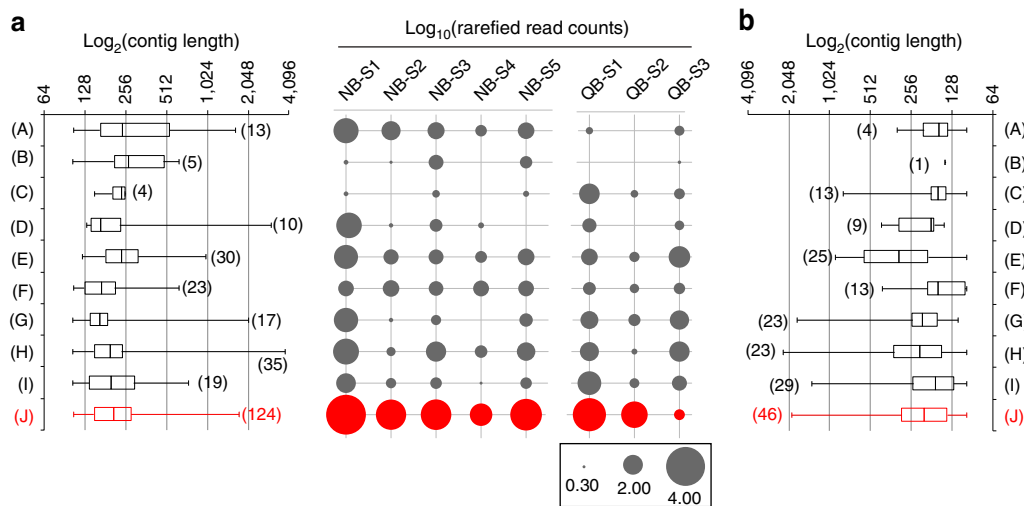 a
b
Log2(contig length)
Log10(rarefied read counts)
Log2(contig length)
64 128 256 512 1,024 2,048 4,096
NB-S1 NB-S2 NB-S3 NB-S4 NB-S5 QB-S1 QB-S2 QB-S3
4,096 2,048 1,024 512 256 128 64
(A) (13) (4) (A)
(B) (5) (1) (B)
(C) (4) (13) (C)
(D) (10) (9) (D)
(E) (30) (25) (E)
(F) (23) (13) (F)
(G) (17) (23) (G
(H) (35) (23) (H)
(I) (19) (29) (I)
(J) (124) (46) (J)
0.30 2.00 4.00